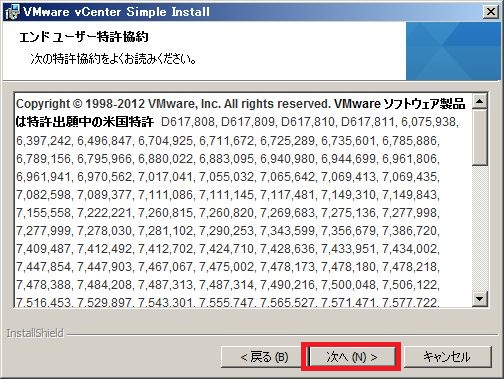 VMware vCenter Simple Install
エンド ユーザー特許協約
次の特許協約をよくお読みください。
Copyright © 1998-2012 VMware, Inc. All rights reserved. VMware ソフトウェア製品
は特許出願中の米国特許 D617,808, D617,809, D617,810, D617,811, 6,075,938,
6,397,242, 6,496,847, 6,704,925, 6,711,672, 6,725,289, 6,735,601, 6,785,886,
6,789,156, 6,795,966, 6,880,022, 6,883,095, 6,940,980, 6,944,699, 6,961,806,
6,961,941, 6,970,562, 7,017,041, 7,055,032, 7,065,642, 7,069,413, 7,069,435,
7,082,598, 7,089,377, 7,111,086, 7,111,145, 7,117,481, 7,149,310, 7,149,843,
7,155,558, 7,222,221, 7,260,815, 7,260,820, 7,269,683, 7,275,136, 7,277,998,
7,277,999, 7,278,030, 7,281,102, 7,290,253, 7,343,599, 7,356,679, 7,386,720,
7,409,487, 7,412,492, 7,412,702, 7,424,710, 7,428,636, 7,433,951, 7,434,002,
7,447,854, 7,447,903, 7,467,067, 7,475,002, 7,478,173, 7,478,180, 7,478,218,
7,478,388, 7,484,208, 7,487,313, 7,487,314, 7,490,216, 7,500,048, 7,506,122,
7,516,453, 7,529,897, 7,543,301, 7,555,747, 7,565,527, 7,571,471, 7,577,722,
InstallShield
< 戻る (B)
次へ (N) >
キャンセル